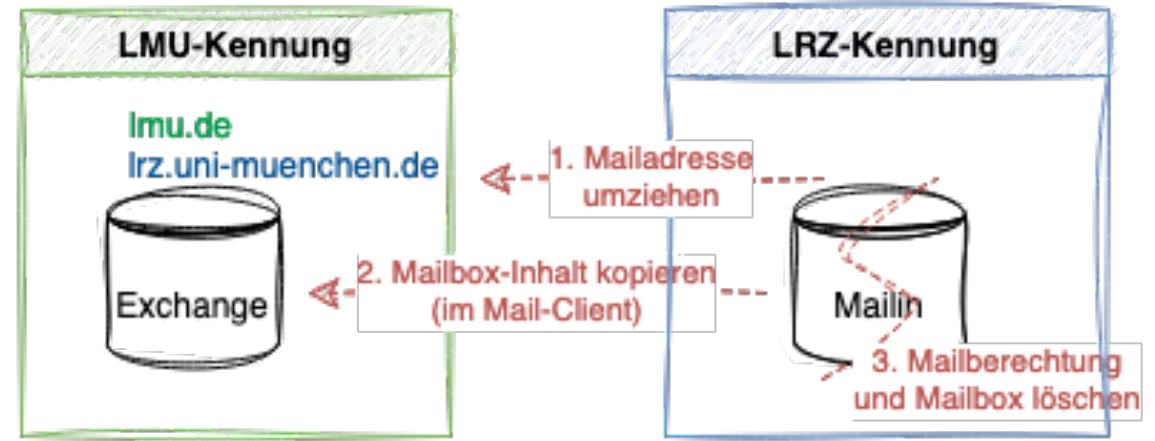 LMU-Kennung
lmu.de
lrz.uni-muenchen.de
Exchange
LRZ-Kennung
1. Mailadresse
umziehen
2. Mailbox-Inhalt kopieren
(im Mail-Client)
Mailin
3. Mailberechtung
und Mailbox löschen